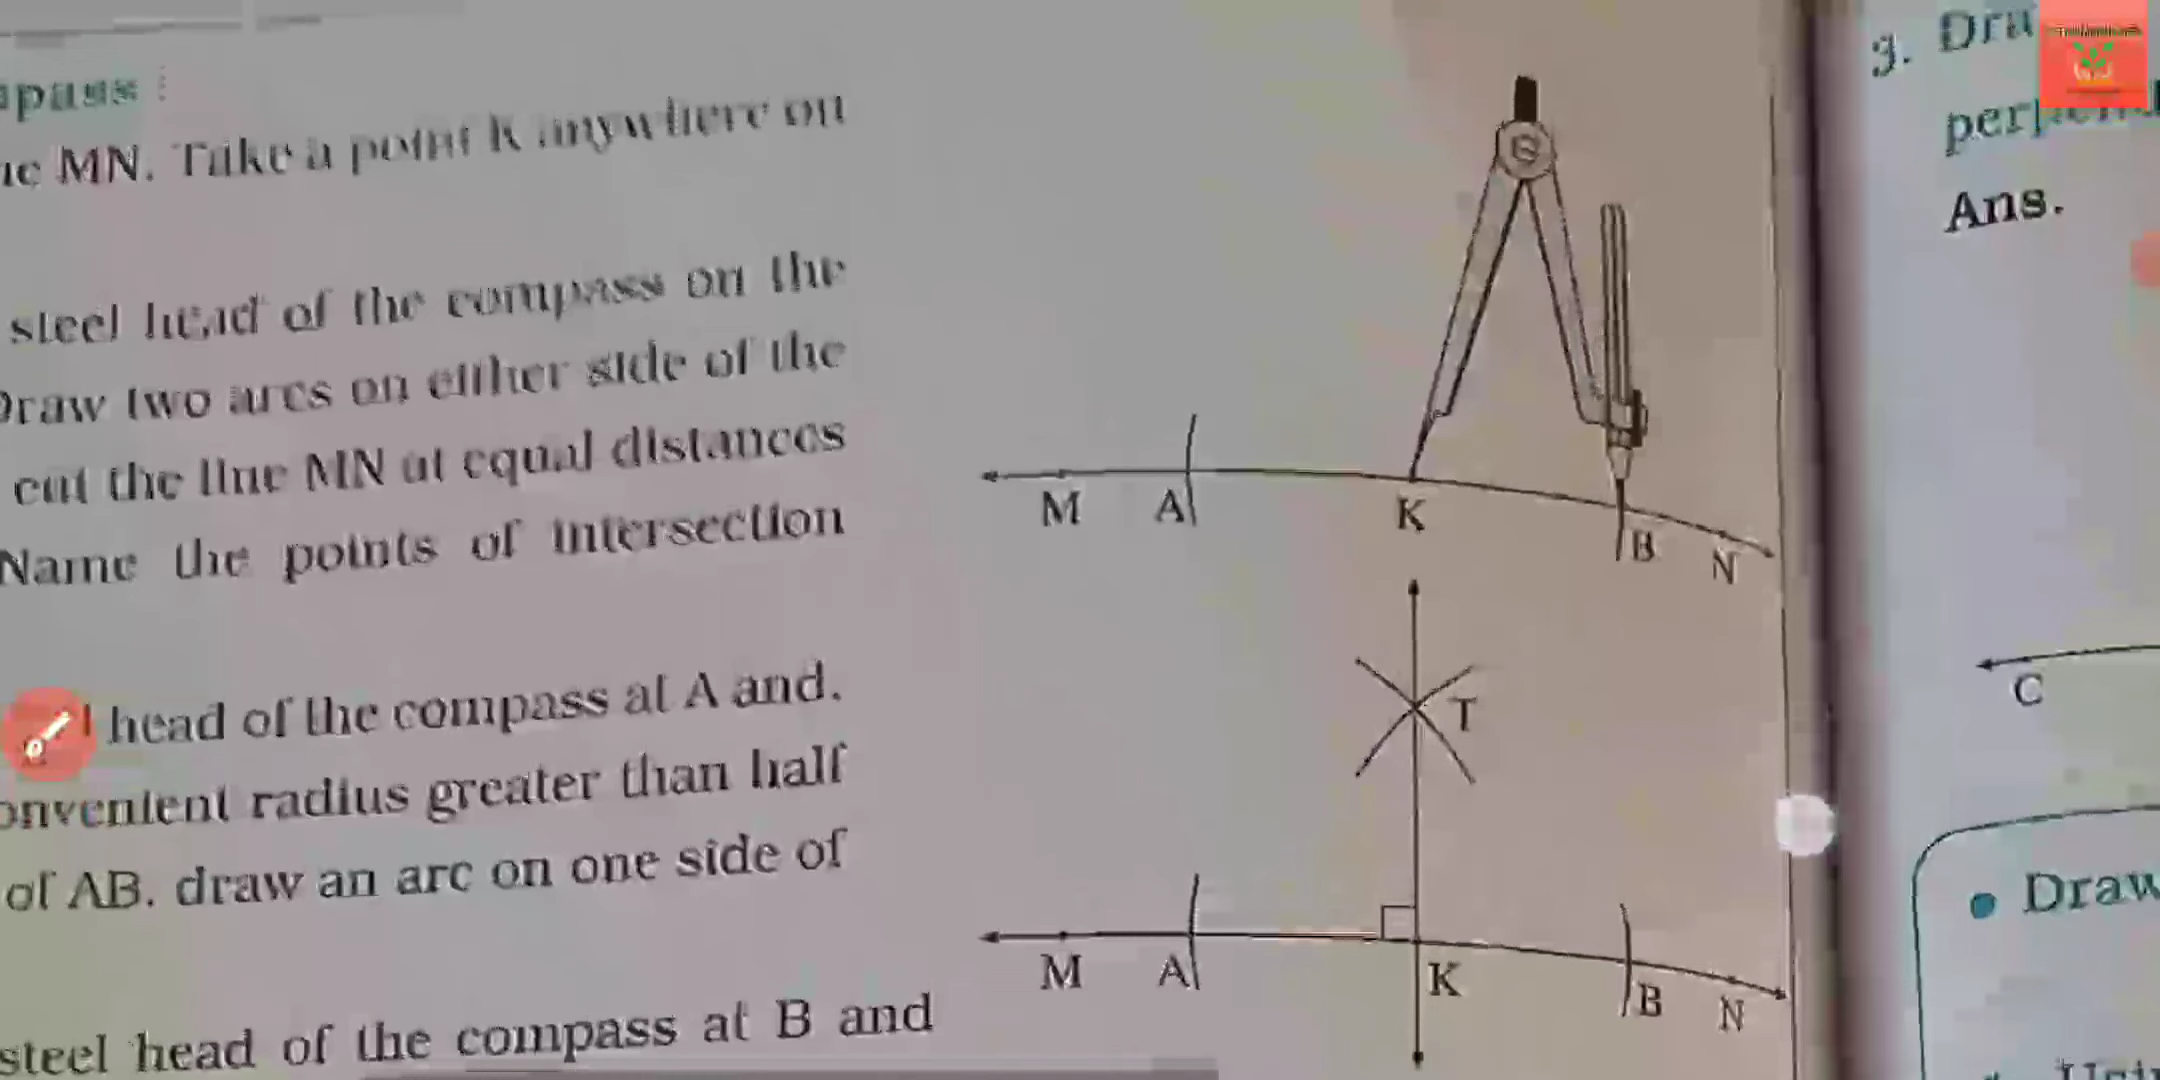 pass :
MN. Take a point K anywhere on
steel head of the compass on the
Draw two arcs on either side of the
cut the line MN at equal distances
Name the points of intersection
head of the compass at A and.
onvenient radius greater than half
of AB. draw an arc on one side of
steel head of the compass at B and
M A K B N
T
M A K B N
3. Dra
perpend
Ans.
C
• Draw